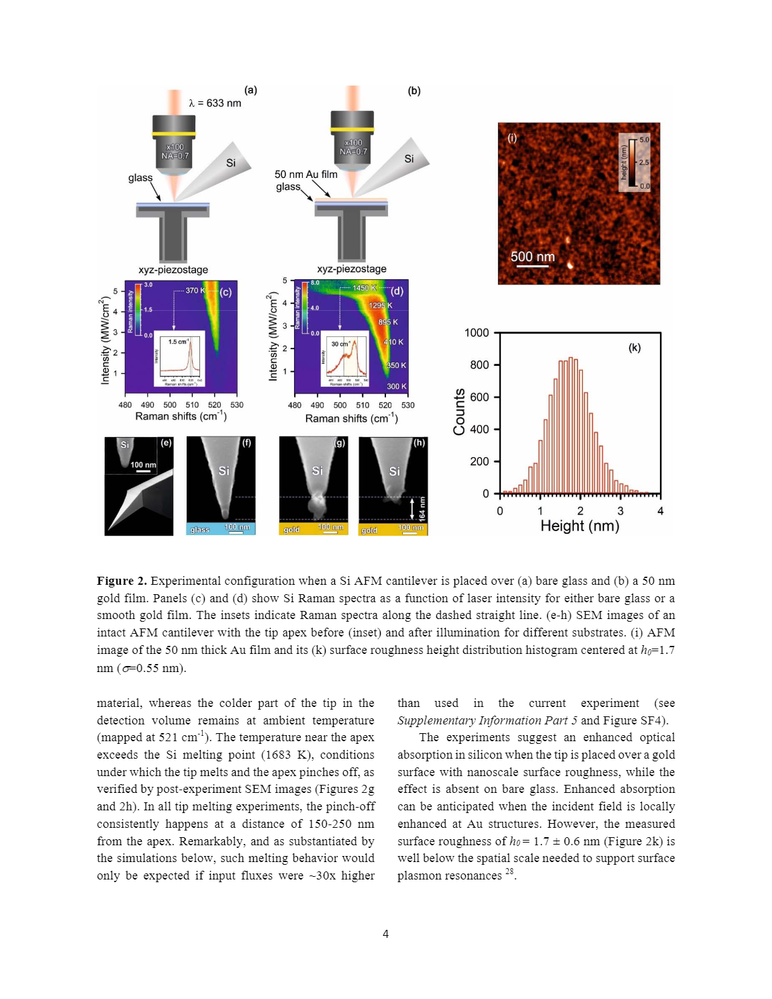 (a)
λ = 633 nm
x100
NA=0.7
Si
glass
xyz-piezostage
(b)
x100
NA=0.7
Si
50 nm Au film
glass
xyz-piezostage
(i)
height (nm)
5.0
2.5
0.0
500 nm
(c)
370 K
Raman intensity
3.0
1.5
0.0
1.5 cm-1
Intensity
Raman shifts (cm-1)
Intensity (MW/cm2)
5
4
3
2
1
480 490 500 510 520 530
Raman shifts (cm-1)
(d)
1450 K
1295 K
895 K
410 K
350 K
300 K
Raman intensity
8.0
4.0
0.0
30 cm-1
Intensity
Raman shifts (cm-1)
Intensity (MW/cm2)
5
4
3
2
1
480 490 500 510 520 530
Raman shifts (cm-1)
(k)
Counts
1000
800
600
400
200
0
0 1 2 3 4
Height (nm)
Si
(e)
100 nm
(f)
Si
glass
100 nm
(g)
Si
gold
100 nm
(h)
Si
164 nm
gold
100 nm
Figure 2. Experimental configuration when a Si AFM cantilever is placed over (a) bare glass and (b) a 50 nm
gold film. Panels (c) and (d) show Si Raman spectra as a function of laser intensity for either bare glass or a
smooth gold film. The insets indicate Raman spectra along the dashed straight line. (e-h) SEM images of an
intact AFM cantilever with the tip apex before (inset) and after illumination for different substrates. (i) AFM
image of the 50 nm thick Au film and its (k) surface roughness height distribution histogram centered at h0=1.7
nm (σ=0.55 nm).
material, whereas the colder part of the tip in the
detection volume remains at ambient temperature
(mapped at 521 cm-1). The temperature near the apex
exceeds the Si melting point (1683 K), conditions
under which the tip melts and the apex pinches off, as
verified by post-experiment SEM images (Figures 2g
and 2h). In all tip melting experiments, the pinch-off
consistently happens at a distance of 150-250 nm
from the apex. Remarkably, and as substantiated by
the simulations below, such melting behavior would
only be expected if input fluxes were ~30x higher
than used in the current experiment (see
Supplementary Information Part 5 and Figure SF4).
The experiments suggest an enhanced optical
absorption in silicon when the tip is placed over a gold
surface with nanoscale surface roughness, while the
effect is absent on bare glass. Enhanced absorption
can be anticipated when the incident field is locally
enhanced at Au structures. However, the measured
surface roughness of h0 = 1.7 ± 0.6 nm (Figure 2k) is
well below the spatial scale needed to support surface
plasmon resonances 28.
4